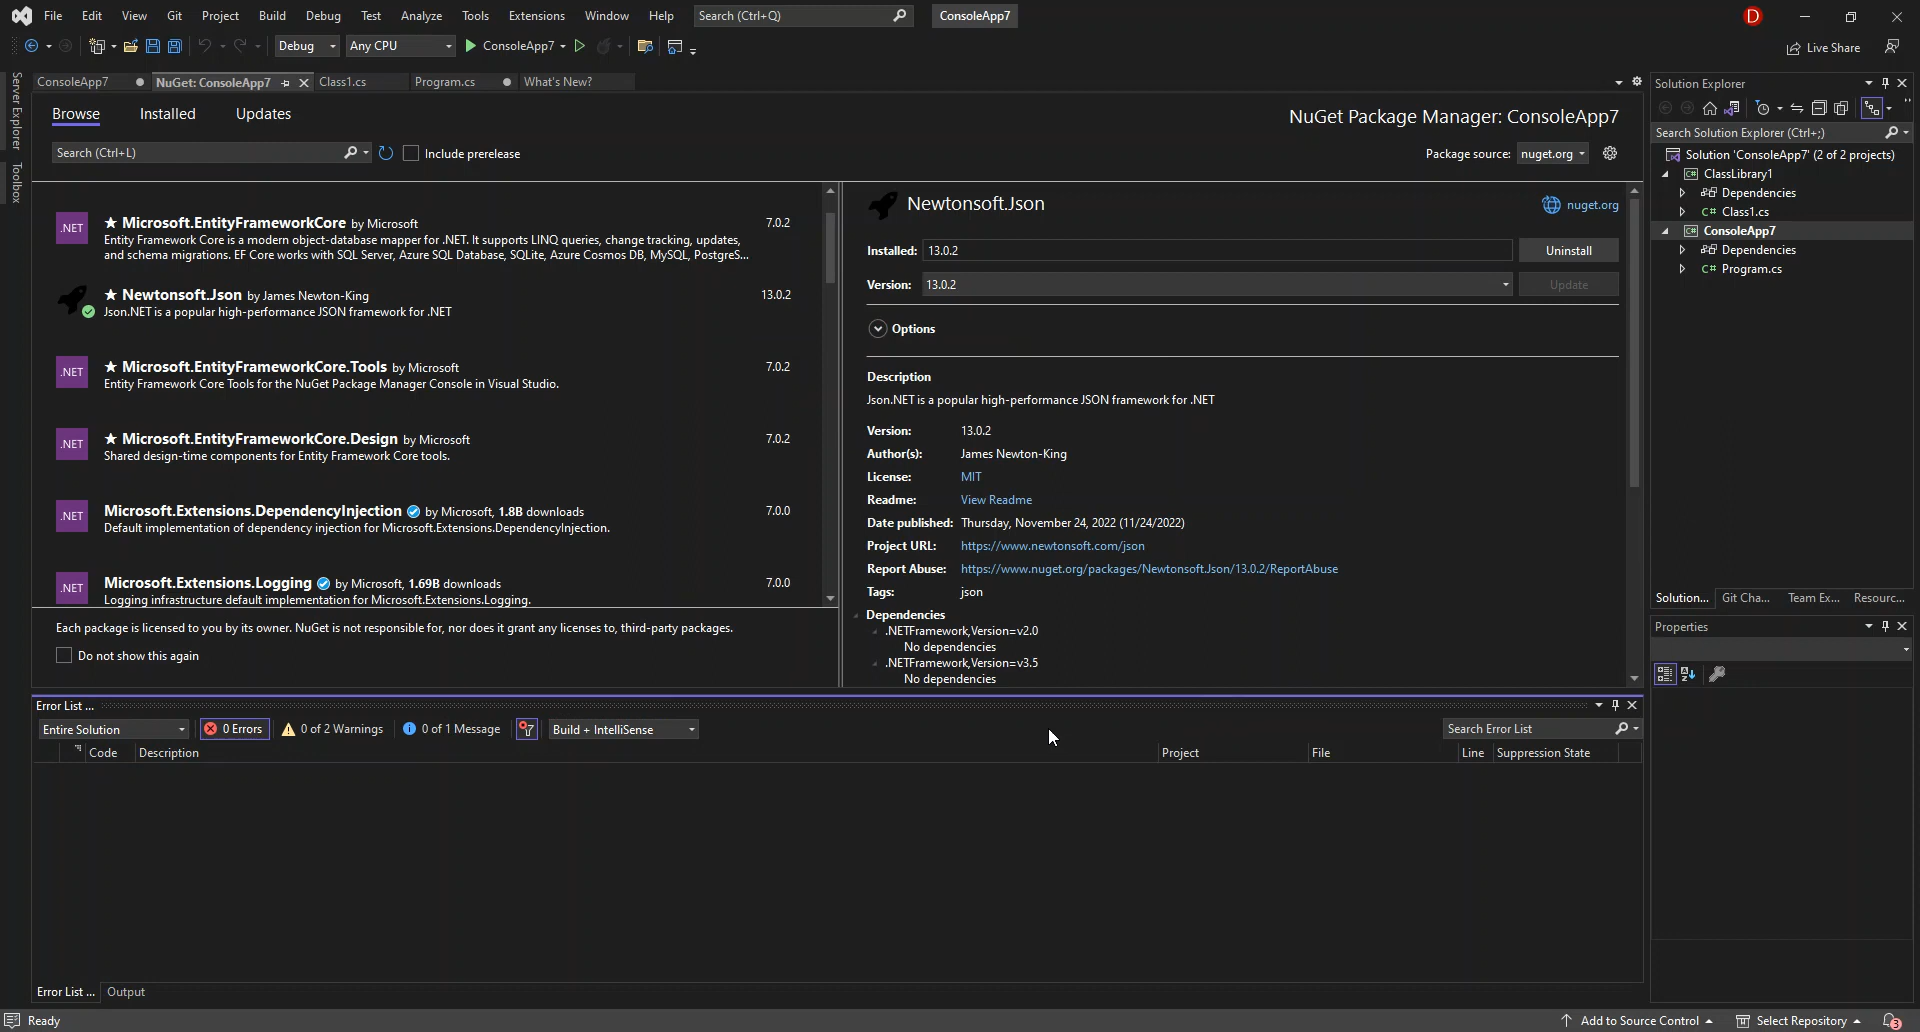 File Edit View Git Project Build Debug Test Analyze Tools Extensions Window Help Search (Ctrl+Q) ConsoleApp7 D
Debug Any CPU ConsoleApp7 Live Share
Server Explorer
Toolbox
ConsoleApp7 NuGet: ConsoleApp7 Class1.cs Program.cs What's New?
Browse Installed Updates
NuGet Package Manager: ConsoleApp7
Search (Ctrl+L) Include prerelease
Package source: nuget.org
.NET Microsoft.EntityFrameworkCore by Microsoft 7.0.2
Entity Framework Core is a modern object-database mapper for .NET. It supports LINQ queries, change tracking, updates,
and schema migrations. EF Core works with SQL Server, Azure SQL Database, SQLite, Azure Cosmos DB, MySQL, PostgreS...
Newtonsoft.Json by James Newton-King 13.0.2
Json.NET is a popular high-performance JSON framework for .NET
.NET Microsoft.EntityFrameworkCore.Tools by Microsoft 7.0.2
Entity Framework Core Tools for the NuGet Package Manager Console in Visual Studio.
.NET Microsoft.EntityFrameworkCore.Design by Microsoft 7.0.2
Shared design-time components for Entity Framework Core tools.
.NET Microsoft.Extensions.DependencyInjection by Microsoft, 1.8B downloads 7.0.0
Default implementation of dependency injection for Microsoft.Extensions.DependencyInjection.
.NET Microsoft.Extensions.Logging by Microsoft, 1.69B downloads 7.0.0
Logging infrastructure default implementation for Microsoft.Extensions.Logging.
Each package is licensed to you by its owner. NuGet is not responsible for, nor does it grant any licenses to, third-party packages.
Do not show this again
Newtonsoft.Json nuget.org
Installed: 13.0.2 Uninstall
Version: 13.0.2 Update
Options
Description
Json.NET is a popular high-performance JSON framework for .NET
Version: 13.0.2
Author(s): James Newton-King
License: MIT
Readme: View Readme
Date published: Thursday, November 24, 2022 (11/24/2022)
Project URL: https://www.newtonsoft.com/json
Report Abuse: https://www.nuget.org/packages/Newtonsoft.Json/13.0.2/ReportAbuse
Tags: json
Dependencies
.NETFramework,Version=v2.0
No dependencies
.NETFramework,Version=v3.5
No dependencies
Solution Explorer
Search Solution Explorer (Ctrl+;)
Solution 'ConsoleApp7' (2 of 2 projects)
C# ClassLibrary1
Dependencies
C# Class1.cs
C# ConsoleApp7
Dependencies
C# Program.cs
Solution... Git Cha... Team Ex... Resourc...
Properties
Error List ...
Entire Solution 0 Errors 0 of 2 Warnings 0 of 1 Message Build + IntelliSense Search Error List
Code Description Project File Line Suppression State
Error List ... Output
Ready Add to Source Control Select Repository 3